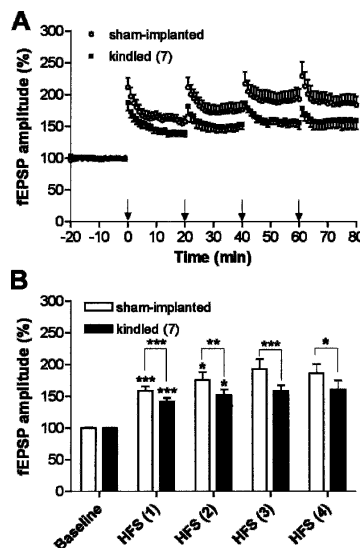 A
sham-implanted
kindled (7)
fEPSP amplitude (%)
300
250
200
150
100
50
0
-20 -10 0 10 20 30 40 50 60 70 80
Time (min)
B
sham-implanted
kindled (7)
fEPSP amplitude (%)
300
250
200
150
100
50
0
*** ** *** *
*** *** * *
Baseline HFS (1) HFS (2) HFS (3) HFS (4)